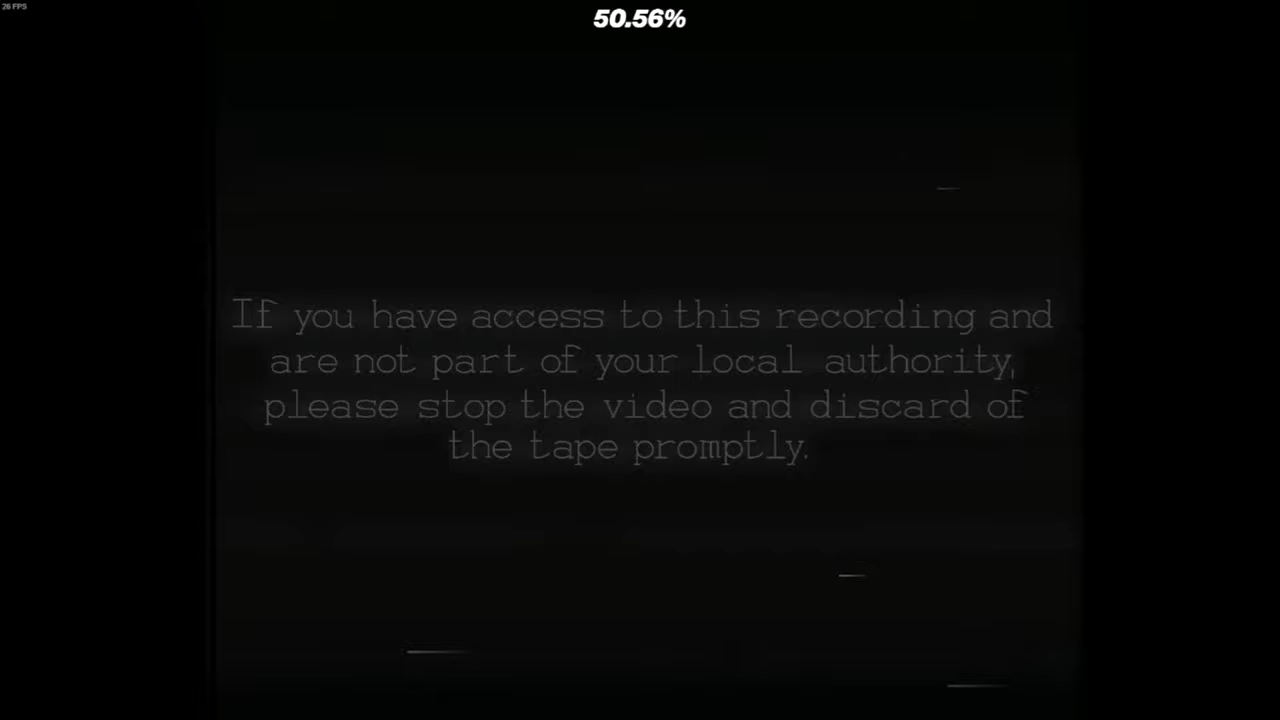 26 FPS
50.56%
If you have access to this recording and
are not part of your local authority,
please stop the video and discard of
the tape promptly.